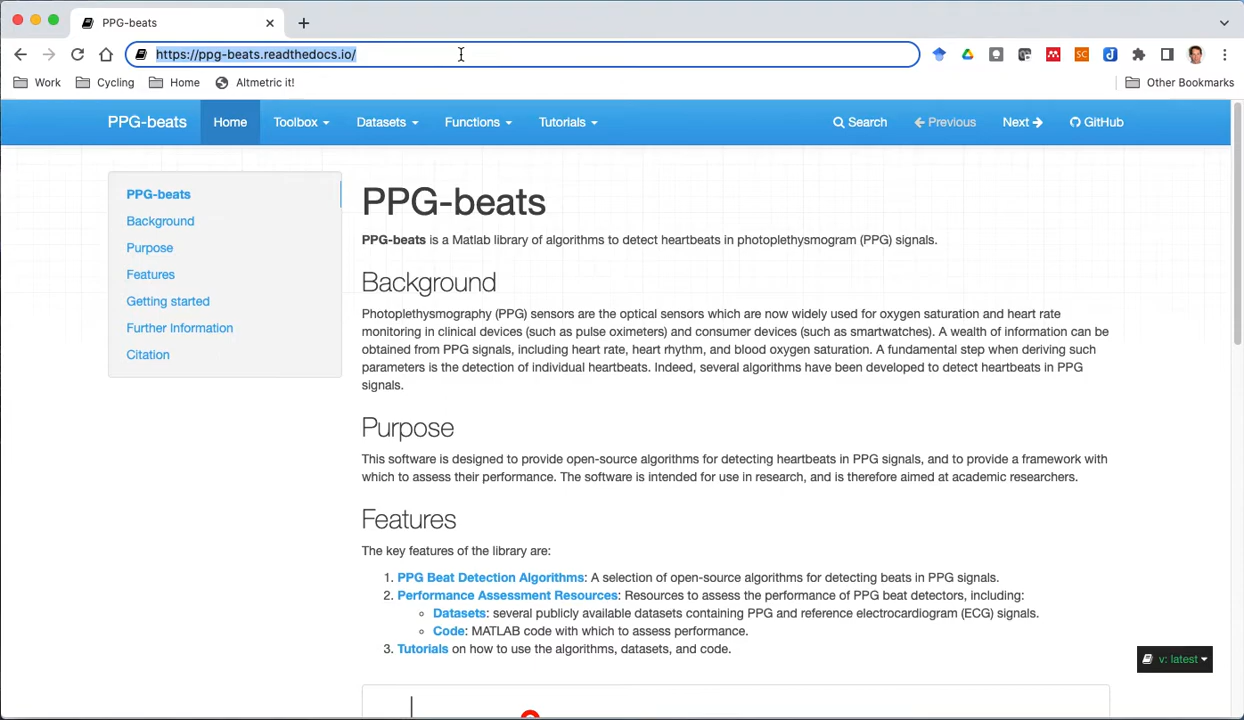 PPG-beats
https://ppg-beats.readthedocs.io/
Work Cycling Home Altmetric it! Other Bookmarks
PPG-beats Home Toolbox Datasets Functions Tutorials Search Previous Next GitHub
PPG-beats
Background
Purpose
Features
Getting started
Further Information
Citation
PPG-beats
PPG-beats is a Matlab library of algorithms to detect heartbeats in photoplethysmogram (PPG) signals.
Background
Photoplethysmography (PPG) sensors are the optical sensors which are now widely used for oxygen saturation and heart rate
monitoring in clinical devices (such as pulse oximeters) and consumer devices (such as smartwatches). A wealth of information can be
obtained from PPG signals, including heart rate, heart rhythm, and blood oxygen saturation. A fundamental step when deriving such
parameters is the detection of individual heartbeats. Indeed, several algorithms have been developed to detect heartbeats in PPG
signals.
Purpose
This software is designed to provide open-source algorithms for detecting heartbeats in PPG signals, and to provide a framework with
which to assess their performance. The software is intended for use in research, and is therefore aimed at academic researchers.
Features
The key features of the library are:
1. PPG Beat Detection Algorithms: A selection of open-source algorithms for detecting beats in PPG signals.
2. Performance Assessment Resources: Resources to assess the performance of PPG beat detectors, including:
Datasets: several publicly available datasets containing PPG and reference electrocardiogram (ECG) signals.
Code: MATLAB code with which to assess performance.
3. Tutorials on how to use the algorithms, datasets, and code.
v: latest